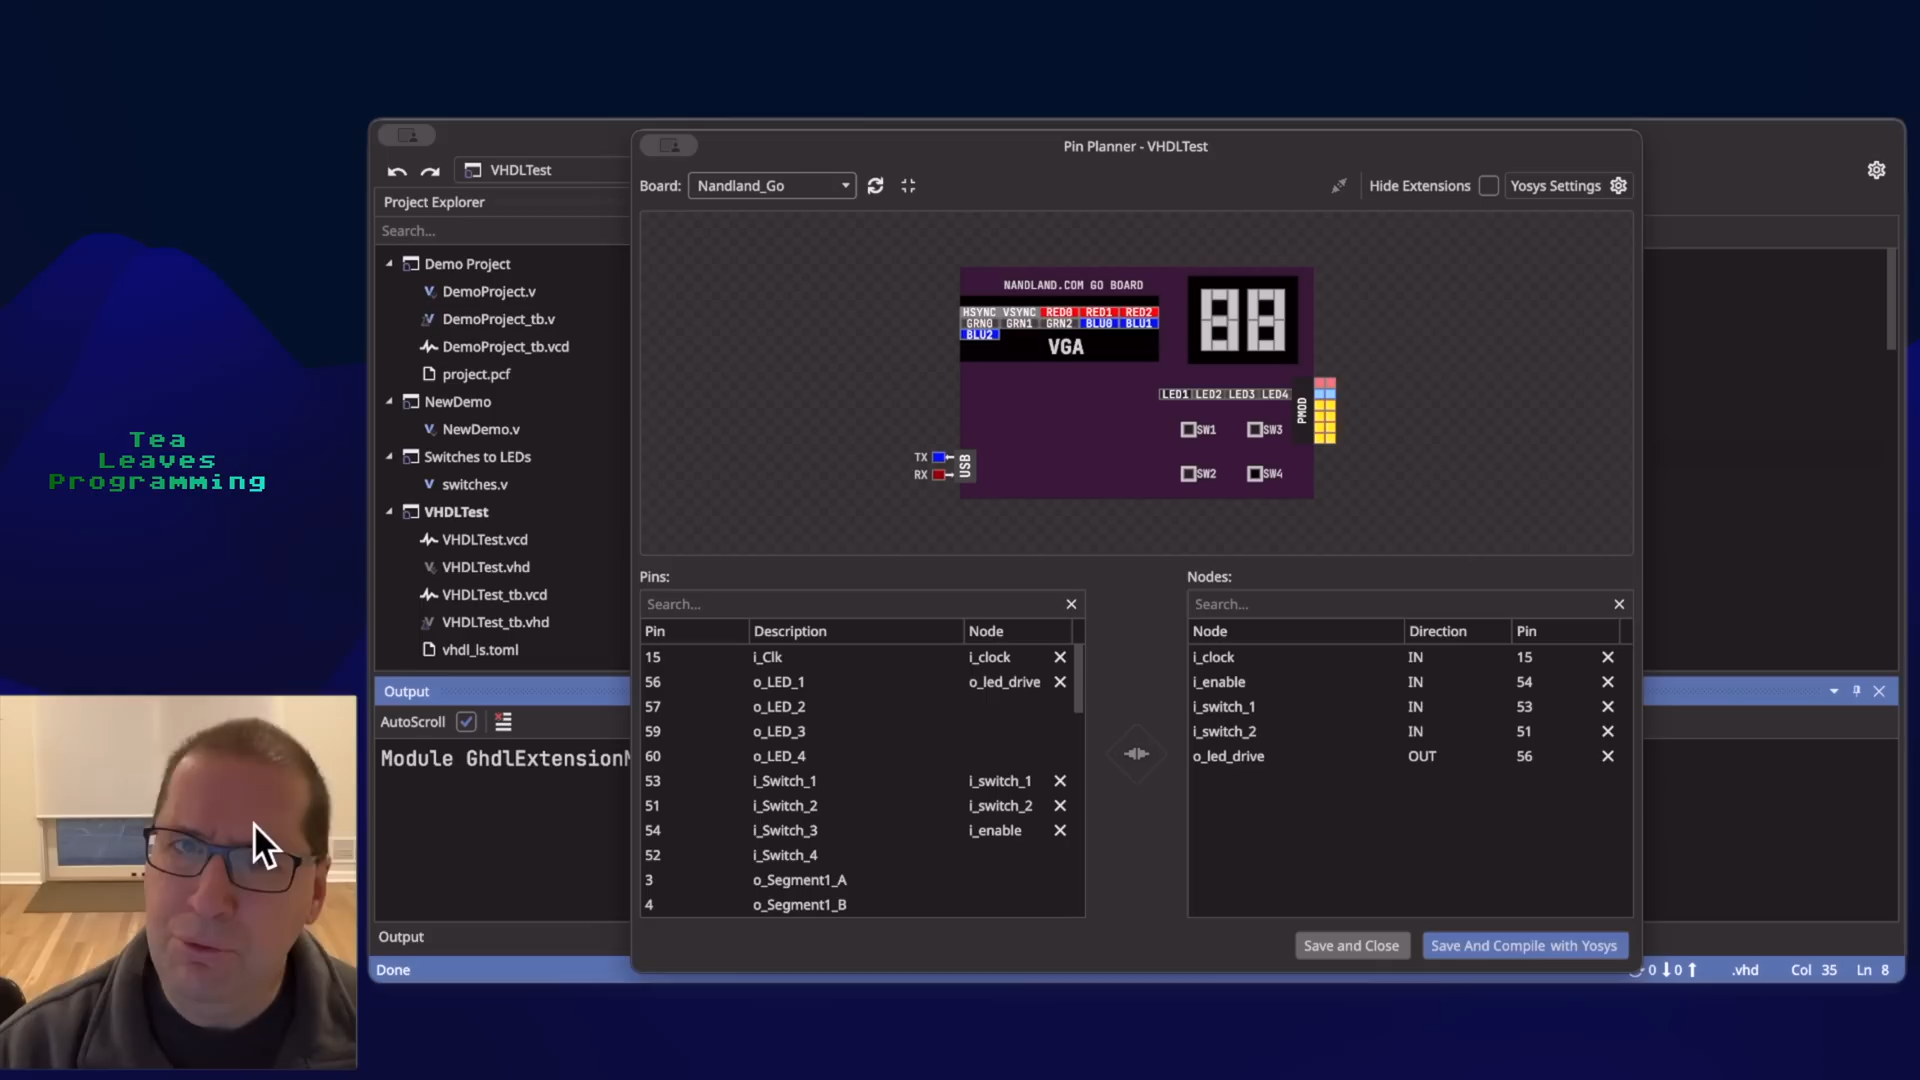 Pin Planner - VHDLTest
VHDLTest
Board: Nandland_Go
Hide Extensions
Yosys Settings
Project Explorer
Search...
Demo Project
DemoProject.v
DemoProject_tb.v
DemoProject_tb.vcd
project.pcf
NewDemo
NewDemo.v
Switches to LEDs
switches.v
VHDLTest
VHDLTest.vcd
VHDLTest.vhd
VHDLTest_tb.vcd
VHDLTest_tb.vhd
vhdl_ls.toml
NANDLAND.COM GO BOARD
HSYNC VSYNC RED0 RED1 RED2
GRN0 GRN1 GRN2 BLU0 BLU1
BLU2
VGA
LED1 LED2 LED3 LED4
PMOD
SW1 SW3
SW2 SW4
TX
RX
USB
Tea
Leaves
Programming
Pins:
Search...
Pin Description Node
15 i_Clk i_clock
56 o_LED_1 o_led_drive
57 o_LED_2
59 o_LED_3
60 o_LED_4
53 i_Switch_1 i_switch_1
51 i_Switch_2 i_switch_2
54 i_Switch_3 i_enable
52 i_Switch_4
3 o_Segment1_A
4 o_Segment1_B
Nodes:
Search...
Node Direction Pin
i_clock IN 15
i_enable IN 54
i_switch_1 IN 53
i_switch_2 IN 51
o_led_drive OUT 56
Save and Close
Save And Compile with Yosys
Output
AutoScroll
Module GhdlExtension
Output
Done
0 0 .vhd Col 35 Ln 8